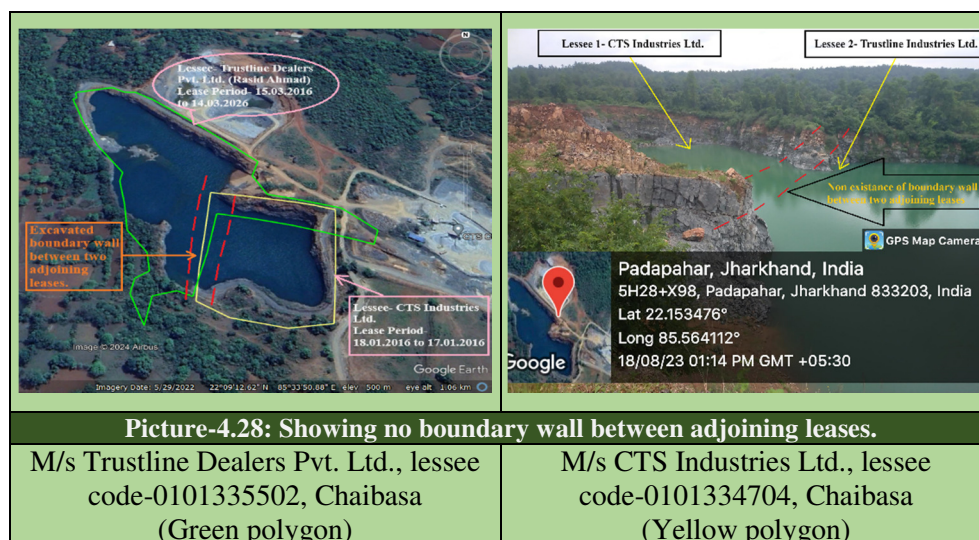 N
Lessee- Trustline Dealers
Pvt. Ltd. (Rasid Ahmad)
Lease Period- 15.03.2016
to 14.03.2026
Excavated
boundary wall
between two
adjoining
leases.
Lessee- CTS Industries
Ltd.
Lease Period-
18.01.2016 to 17.01.2016
Image © 2024 Airbus
Google Earth
Imagery Date: 5/29/2022 22°09'12.62" N 85°33'50.88" E elev 500 m eye alt 1.06 km
Lessee 1- CTS Industries Ltd.
Lessee 2- Trustline Industries Ltd.
Non existance of boundary wall
between two adjoining leases
GPS Map Camera
Google
Padapahar, Jharkhand, India
5H28+X98, Padapahar, Jharkhand 833203, India
Lat 22.153476°
Long 85.564112°
18/08/23 01:14 PM GMT +05:30
Picture-4.28: Showing no boundary wall between adjoining leases.
M/s Trustline Dealers Pvt. Ltd., lessee
code-0101335502, Chaibasa
(Green polygon)
M/s CTS Industries Ltd., lessee
code-0101334704, Chaibasa
(Yellow polygon)